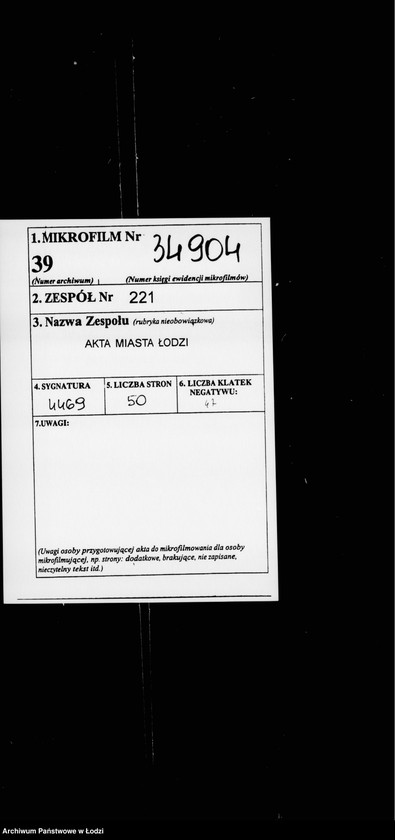 1. MIKROFILM Nr 34904
39
(Numer archiwum) (Numer księgi ewidencji mikrofilmów)
2. ZESPÓŁ Nr 221
3. Nazwa Zespołu (rubryka nieobowiązkowa)
AKTA MIASTA ŁODZI
4. SYGNATURA 5. LICZBA STRON 6. LICZBA KLATEK
NEGATYWU:
4469 50 47
7.UWAGI:
(Uwagi osoby przygotowującej akta do mikrofilmowania dla osoby
mikrofilmującej, np. strony: dodatkowe, brakujące, nie zapisane,
nieczytelny tekst itd.)
Archiwum Państwowe w Łodzi